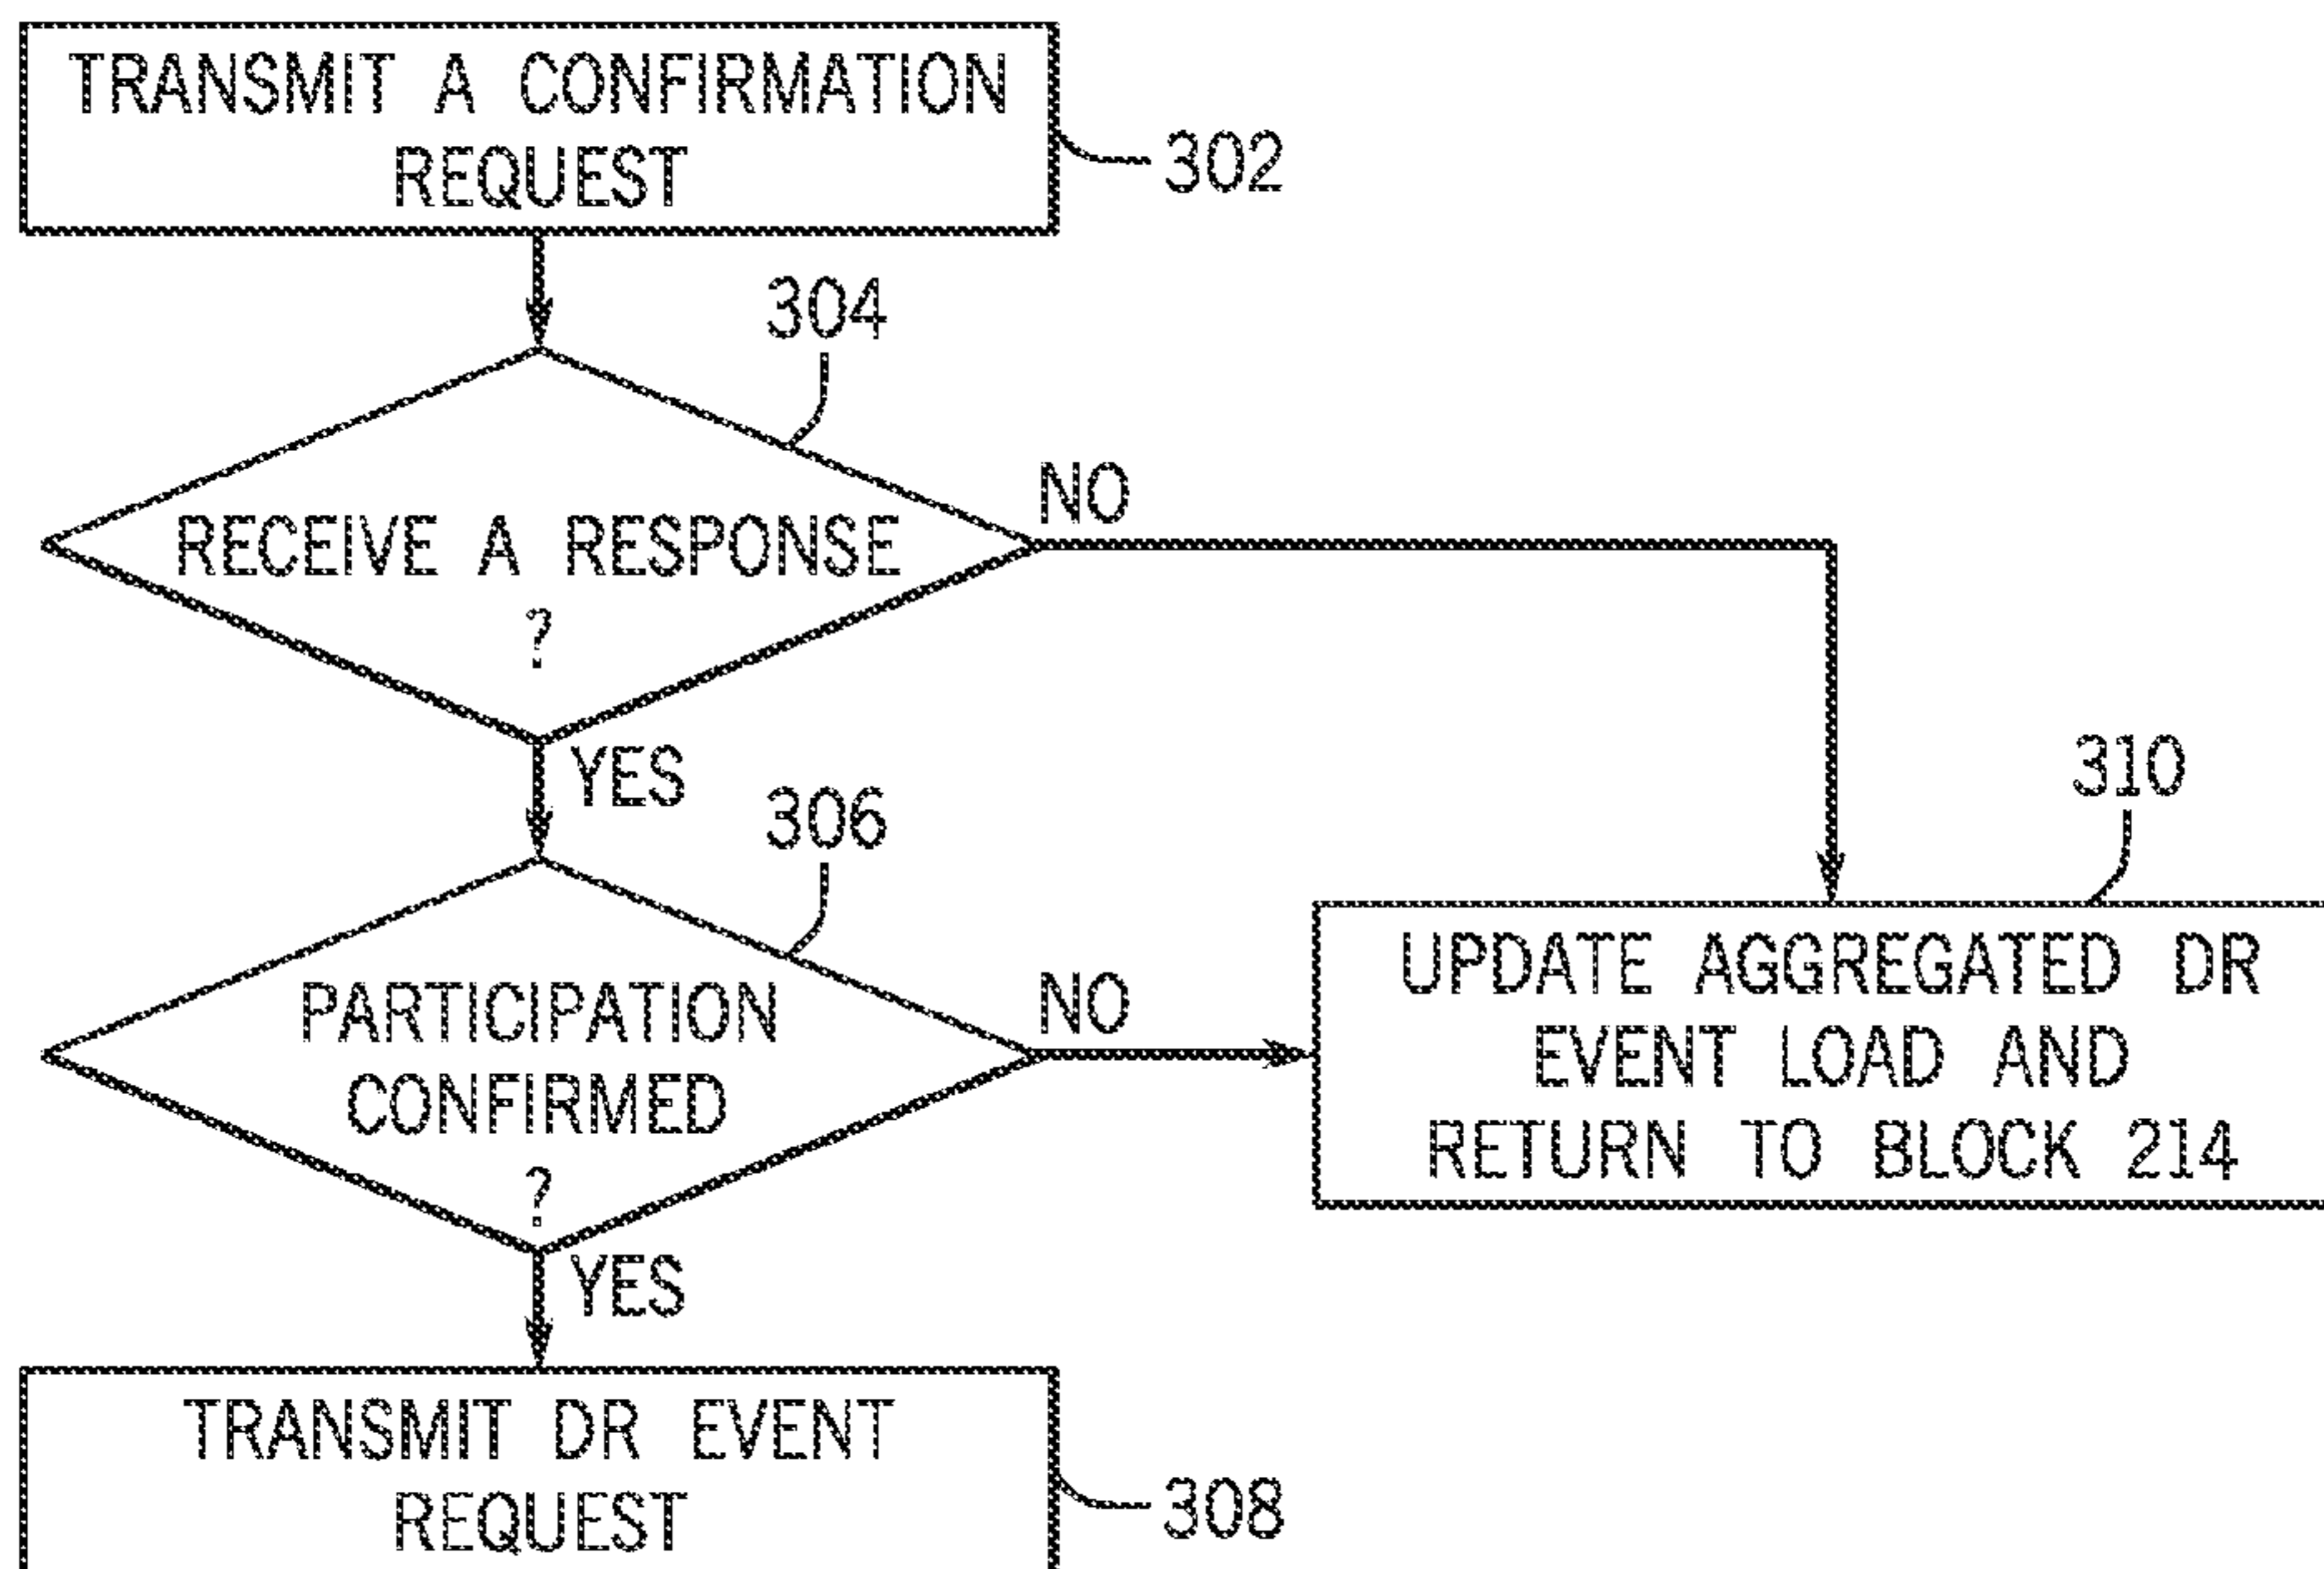 TRANSMIT A CONFIRMATION
REQUEST
302
304
RECEIVE A RESPONSE
?
NO
YES
306
310
PARTICIPATION
CONFIRMED
?
NO
UPDATE AGGREGATED DR
EVENT LOAD AND
RETURN TO BLOCK 214
YES
TRANSMIT DR EVENT
REQUEST
308